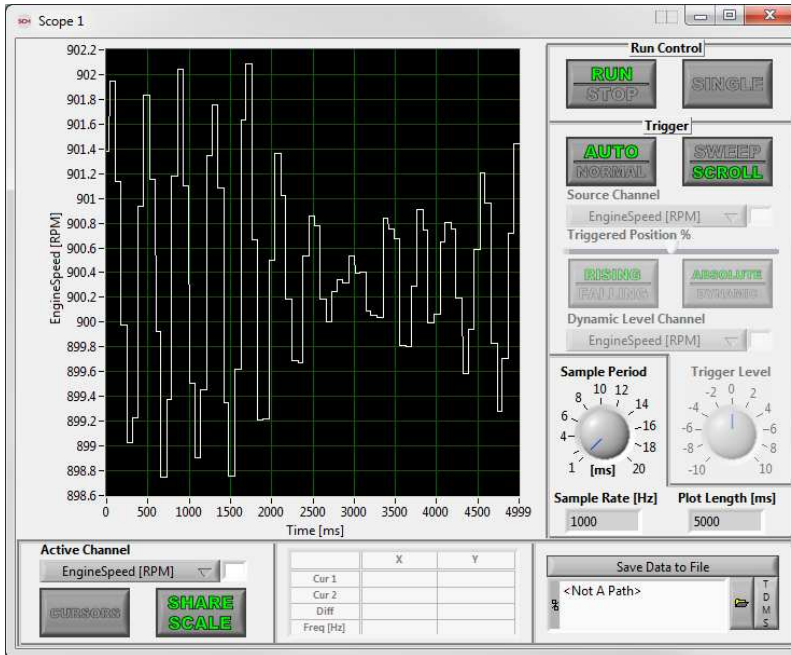 SCH Scope 1
902.2
902
901.8
901.6
901.4
901.2
901
900.8
900.6
900.4
900.2
900
899.8
899.6
899.4
899.2
899
898.8
898.6
EngineSpeed [RPM]
0 500 1000 1500 2000 2500 3000 3500 4000 4500 4999
Time [ms]
Run Control
RUN
STOP
SINGLE
Trigger
AUTO
NORMAL
SWEEP
SCROLL
Source Channel
EngineSpeed [RPM]
Triggered Position %
RISING
FALLING
ABSOLUTE
DYNAMIC
Dynamic Level Channel
EngineSpeed [RPM]
Sample Period
1 4 6 8 10 12 14 16 18 20
[ms]
Trigger Level
-10 -8 -6 -4 -2 0 2 4 6 8 10
Sample Rate [Hz]
1000
Plot Length [ms]
5000
Active Channel
EngineSpeed [RPM]
CURSORS
SHARE
SCALE
X Y
Cur 1
Cur 2
Diff
Freq [Hz]
Save Data to File
<Not A Path>
T
D
M
S